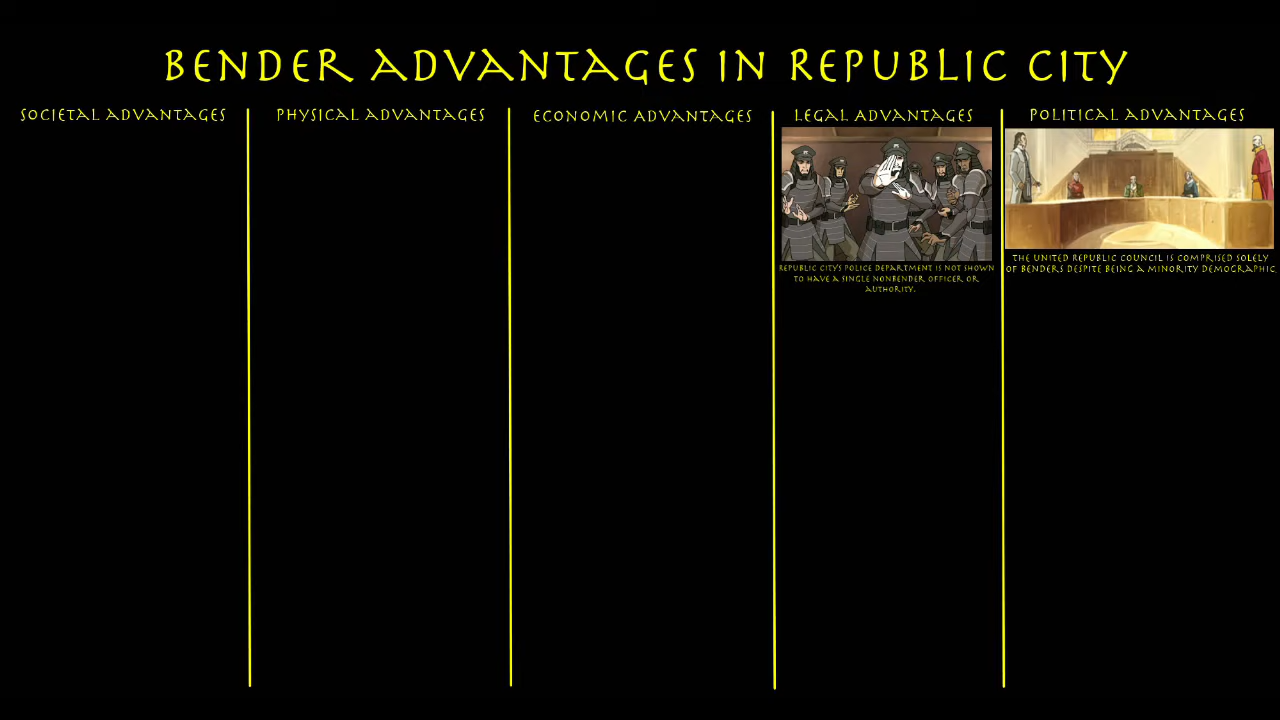 BENDER ADVANTAGES IN REPUBLIC CITY
SOCIETAL ADVANTAGES
PHYSICAL ADVANTAGES
ECONOMIC ADVANTAGES
LEGAL ADVANTAGES
POLITICAL ADVANTAGES
REPUBLIC CITY'S POLICE DEPARTMENT IS NOT SHOWN
TO HAVE A SINGLE NONBENDER OFFICER OR
AUTHORITY.
THE UNITED REPUBLIC COUNCIL IS COMPRISED SOLELY
OF BENDERS DESPITE BEING A MINORITY DEMOGRAPHIC.